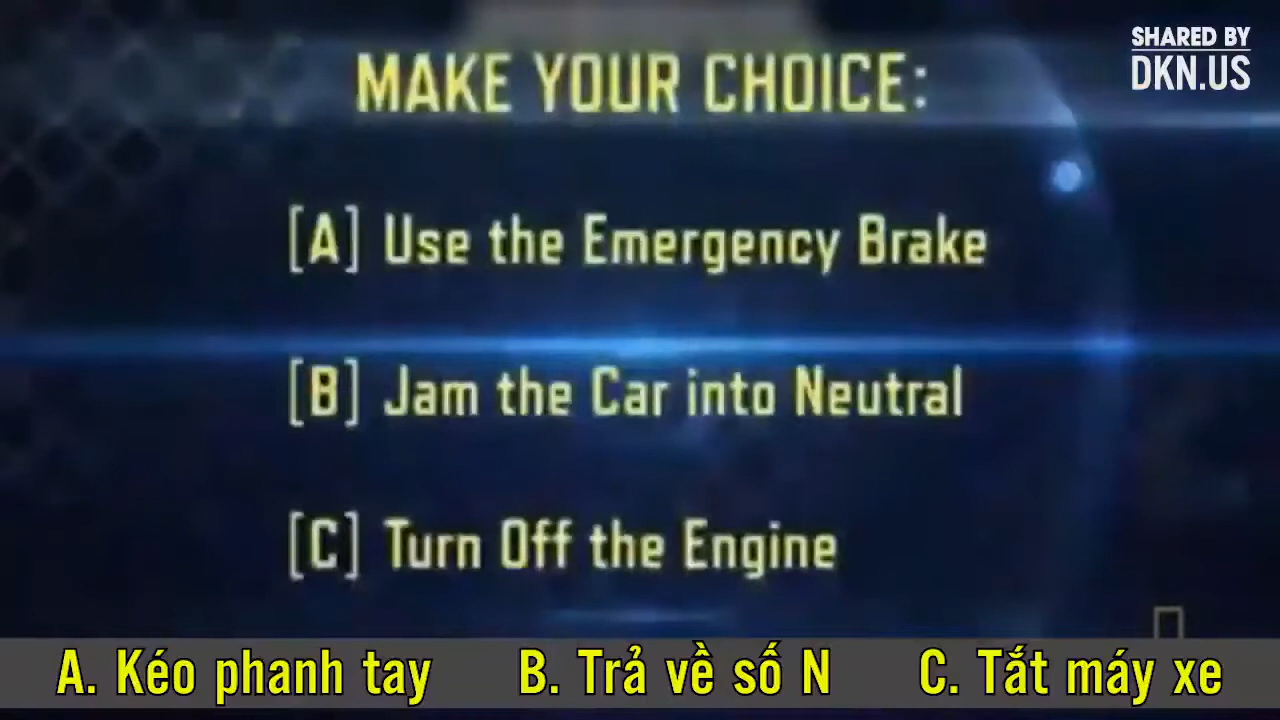 SHARED BY
DKN.US
MAKE YOUR CHOICE:
[A] Use the Emergency Brake
[B] Jam the Car into Neutral
[C] Turn Off the Engine
A. Kéo phanh tay B. Trả về số N C. Tắt máy xe